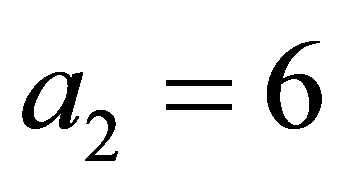 a₂ = 6